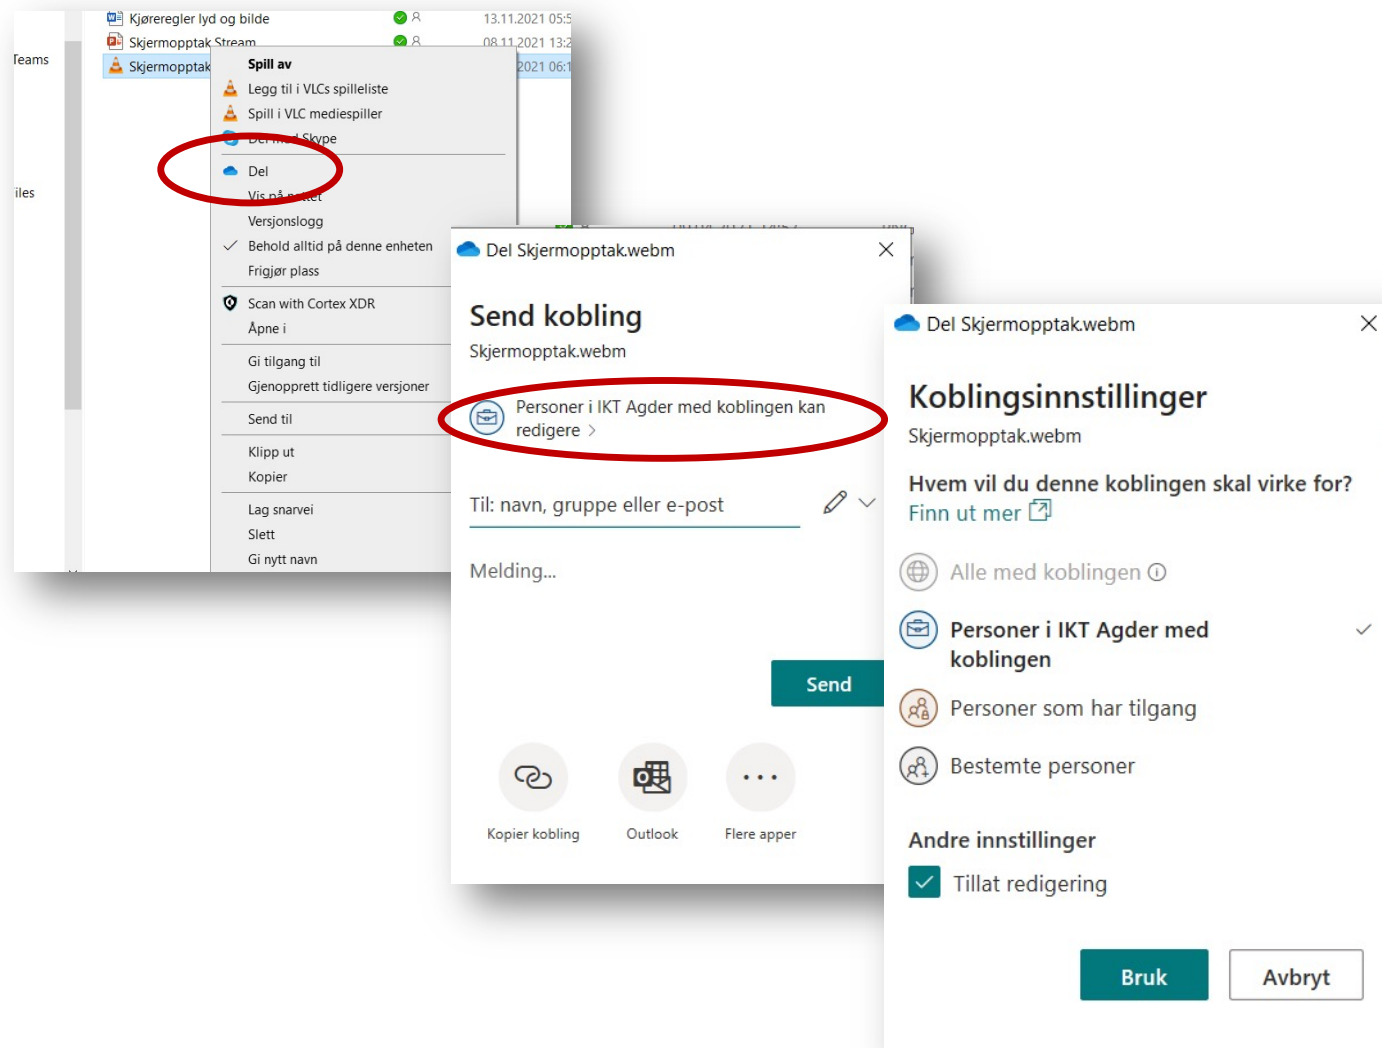 Kjøreregler lyd og bilde 13.11.2021 05:5
Skjermopptak Stream 08.11.2021 13:2
Teams
Skjermopptak 2021 06:1
Spill av
Legg til i VLCs spilleliste
Spill i VLC mediespiller
Del med Skype
Del
iles
Vis på nettet
Versjonslogg
Behold alltid på denne enheten
Frigjør plass
Scan with Cortex XDR
Åpne i
Gi tilgang til
Gjenopprett tidligere versjoner
Send til
Klipp ut
Kopier
Lag snarvei
Slett
Gi nytt navn
Del Skjermopptak.webm
Send kobling
Skjermopptak.webm
Personer i IKT Agder med koblingen kan
redigere >
Til: navn, gruppe eller e-post
Melding...
Send
Kopier kobling
Outlook
Flere apper
Del Skjermopptak.webm
Koblingsinnstillinger
Skjermopptak.webm
Hvem vil du denne koblingen skal virke for?
Finn ut mer
Alle med koblingen
Personer i IKT Agder med
koblingen
Personer som har tilgang
Bestemte personer
Andre innstillinger
Tillat redigering
Bruk
Avbryt